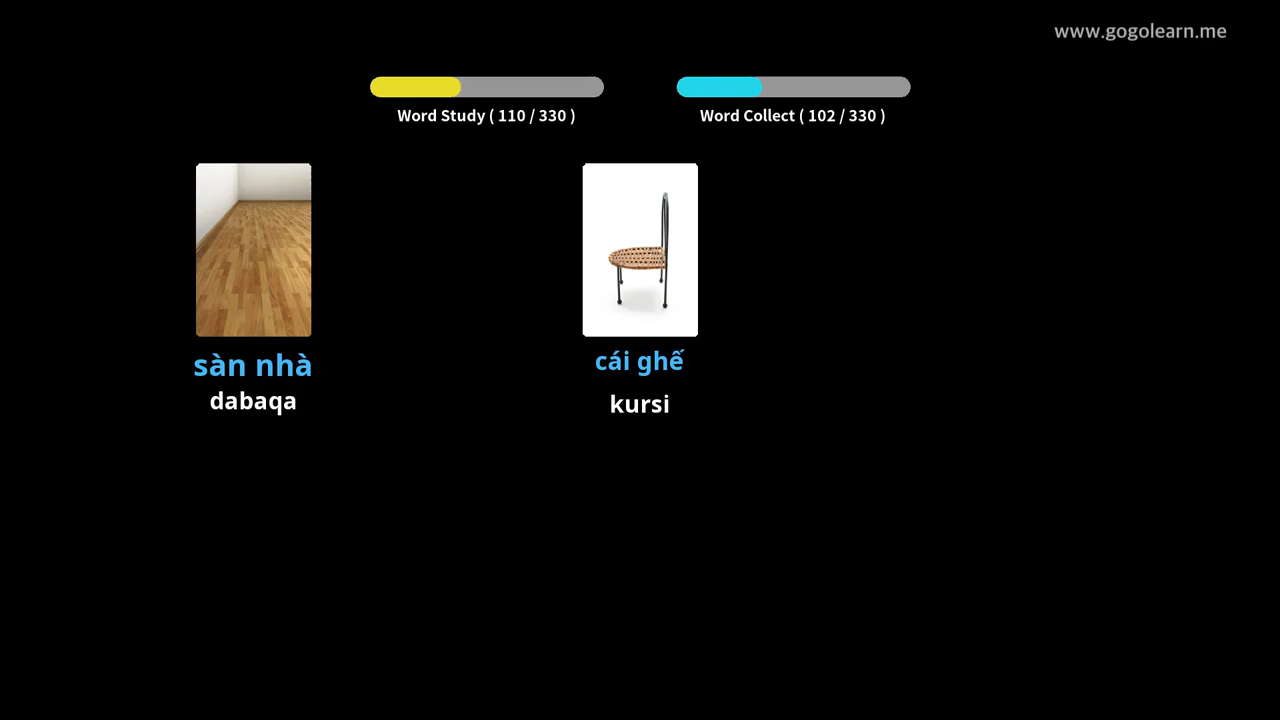 www.gogolearn.me
Word Study ( 110 / 330 )
Word Collect ( 102 / 330 )
sàn nhà
dabaqa
cái ghế
kursi